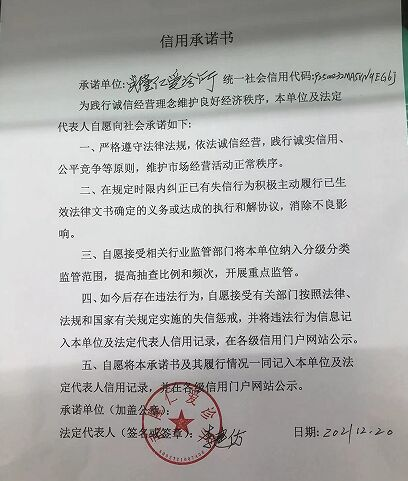 信用承诺书
承诺单位: 仁爱诊所 统一社会信用代码:
为践行诚信经营理念维护良好经济秩序，本单位及法定
代表人自愿向社会承诺如下:
一、严格遵守法律法规，依法诚信经营，践行诚实信用、
公平竞争等原则，维护市场经营活动正常秩序。
二、在规定时限内纠正已有失信行为积极主动履行已生
效法律文书确定的义务或达成的执行和解协议，消除不良影
响。
三、自愿接受相关行业监管部门将本单位纳入分级分类
监管范围，提高抽查比例和频次，开展重点监管。
四、如今后存在违法行为，自愿接受有关部门按照法律、
法规和国家有关规定实施的失信惩戒，并将违法行为信息记
入本单位及法定代表人信用记录，在各级信用门户网站公示。
五、自愿将本承诺书及其履行情况一同记入本单位及法
定代表人信用记录，并在各级信用门户网站公示。
承诺单位（加盖公章）:
仁爱诊
法定代表人（签名或签章）: 日期: 2021.12.20